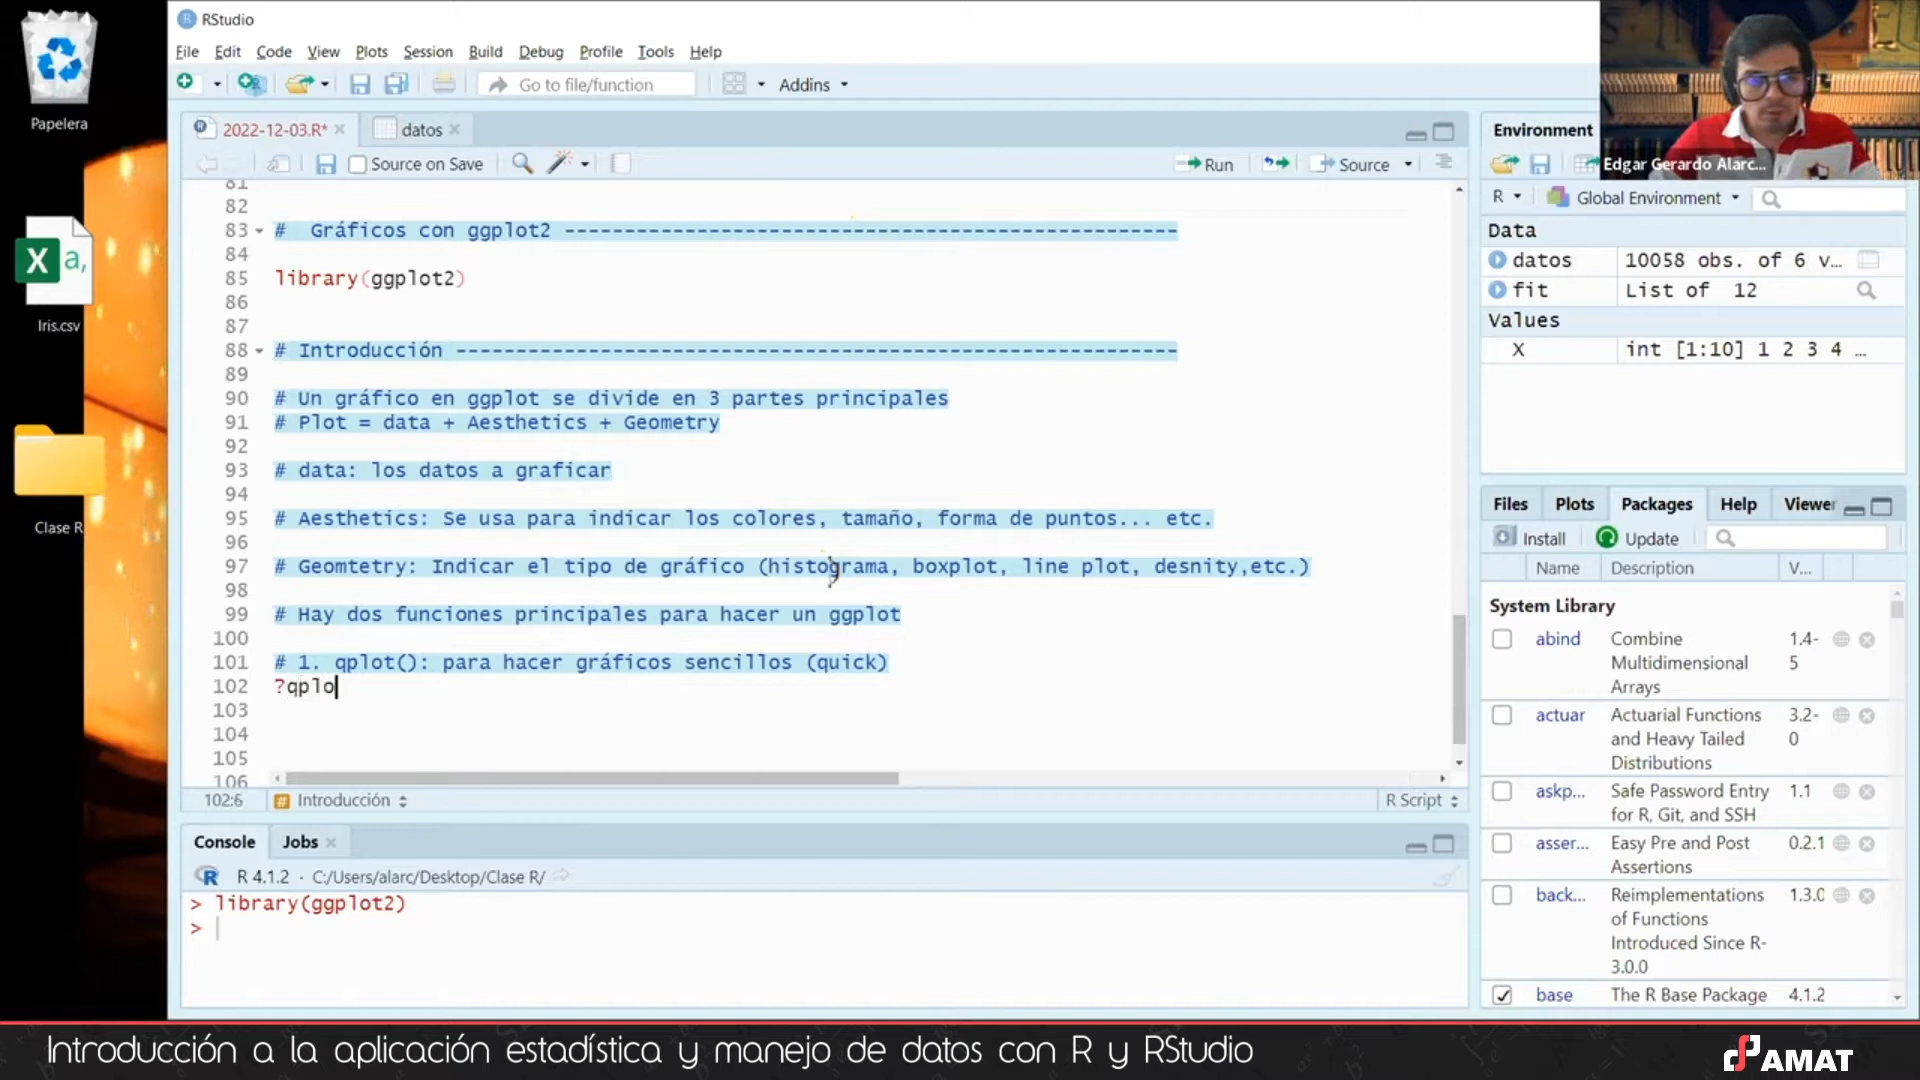 Papelera
a,
Iris.csv
Clase R
RStudio
File Edit Code View Plots Session Build Debug Profile Tools Help
Go to file/function Addins
2022-12-03.R* datos
Source on Save Run Source
81
82
83 # Gráficos con ggplot2 ---------------------------------------------------
84
85 library(ggplot2)
86
87
88 # Introducción ------------------------------------------------------------
89
90 # Un gráfico en ggplot se divide en 3 partes principales
91 # Plot = data + Aesthetics + Geometry
92
93 # data: los datos a graficar
94
95 # Aesthetics: Se usa para indicar los colores, tamaño, forma de puntos... etc.
96
97 # Geomtetry: Indicar el tipo de gráfico (histograma, boxplot, line plot, desnity,etc.)
98
99 # Hay dos funciones principales para hacer un ggplot
100
101 # 1. qplot(): para hacer gráficos sencillos (quick)
102 ?qplo
103
104
105
106
102:6 # Introducción R Script
Console Jobs
R R 4.1.2 · C:/Users/alarc/Desktop/Clase R/
> library(ggplot2)
>
Environment
Edgar Gerardo Alarc...
R Global Environment
Data
datos 10058 obs. of 6 v…
fit List of 12
Values
X int [1:10] 1 2 3 4 …
Files Plots Packages Help Viewer
Install Update
Name Description V...
System Library
abind Combine Multidimensional Arrays 1.4-5
actuar Actuarial Functions and Heavy Tailed Distributions 3.2-0
askp... Safe Password Entry for R, Git, and SSH 1.1
asser... Easy Pre and Post Assertions 0.2.1
back... Reimplementations of Functions Introduced Since R-3.0.0 1.3.0
base The R Base Package 4.1.2
Introducción a la aplicación estadística y manejo de datos con R y RStudio
AMAT